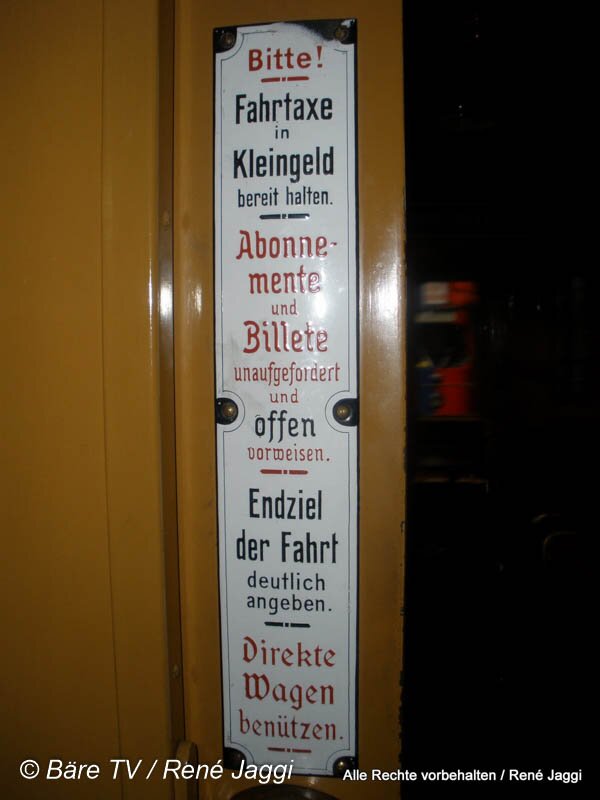 Bitte!
Fahrtaxe
in
Kleingeld
bereit halten.
Abonne-
mente
und
Billete
unaufgefordert
und
offen
vorweisen.
Endziel
der Fahrt
deutlich
angeben.
Direkte
Wagen
benützen.
© Bäre TV / René Jaggi
Alle Rechte vorbehalten / René Jaggi